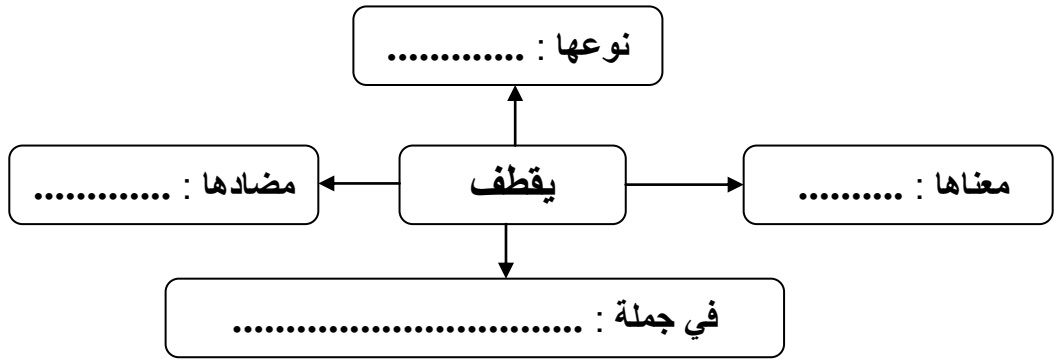 نوعها : .............
معناها : ..........
يقطف
مضادها : .............
في جملة : .................................